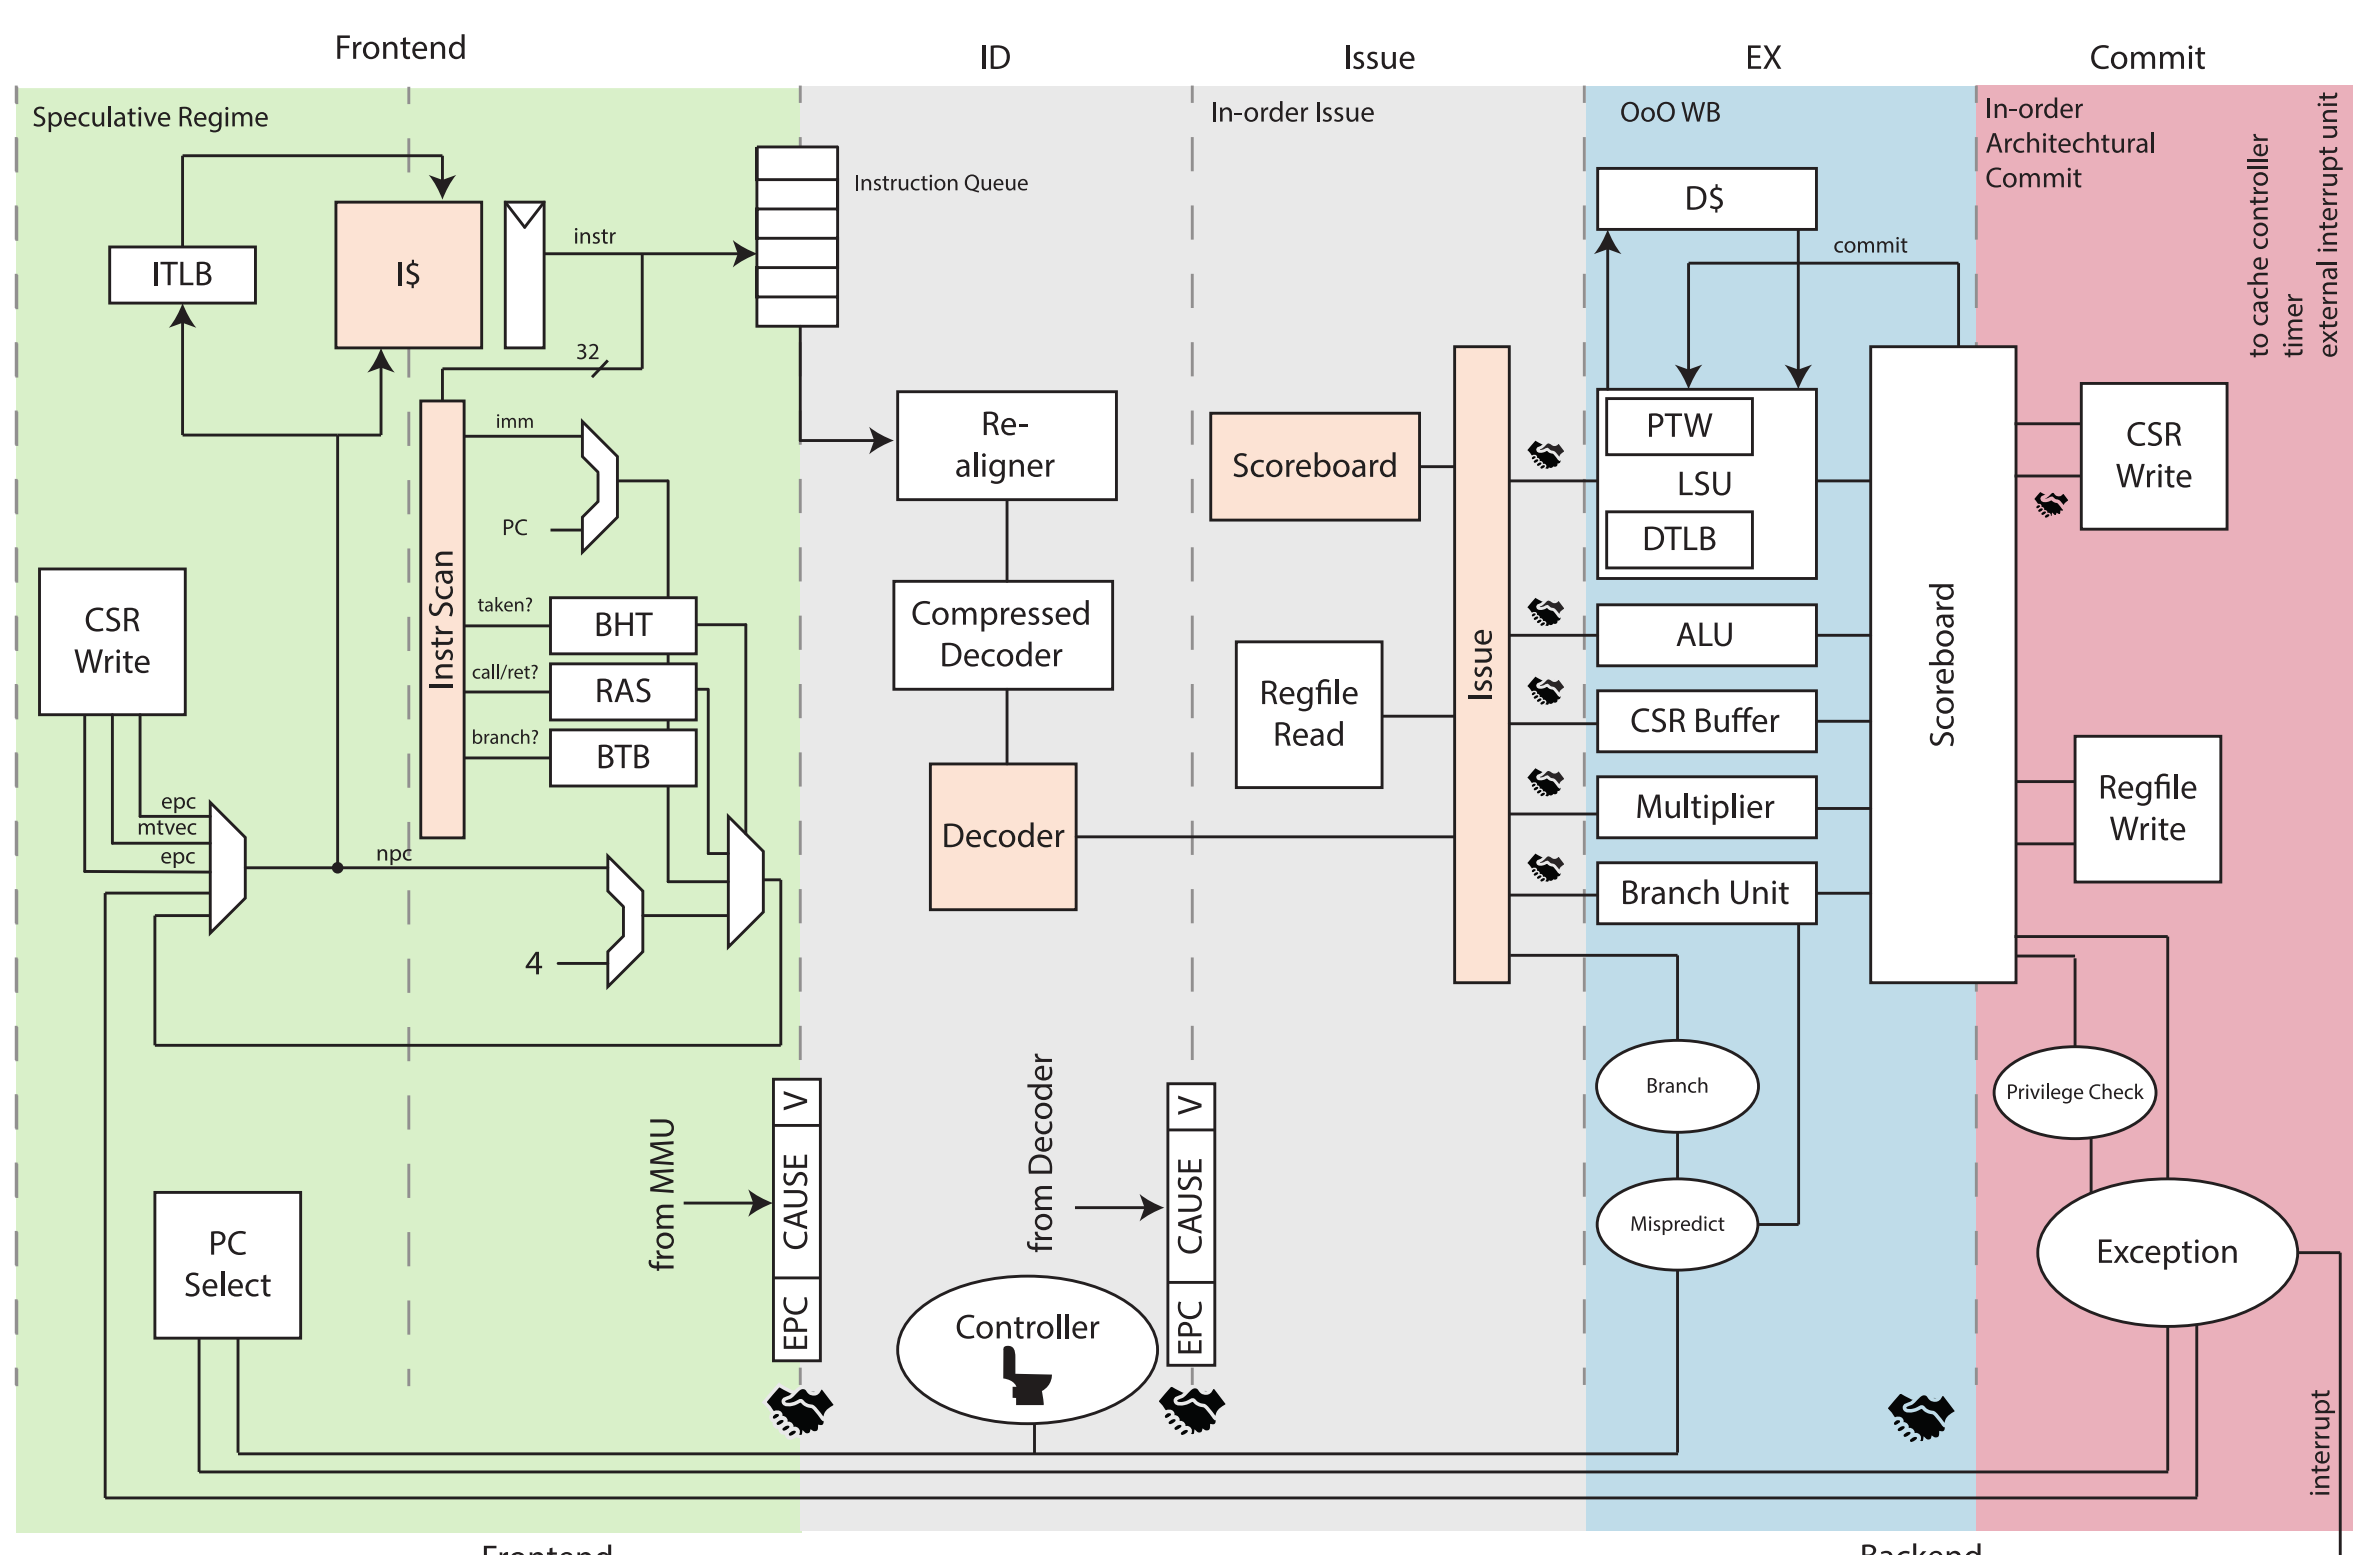 Frontend
ID
Issue
EX
Commit
Speculative Regime
In-order Issue
OoO WB
In-order
Architechtural
Commit
to cache controller
timer
external interrupt unit
Instruction Queue
D$
ITLB
I$
instr
commit
32
imm
PC
Instr Scan
Re-
aligner
Scoreboard
Issue
PTW
LSU
DTLB
Scoreboard
CSR
Write
CSR
Write
taken?
BHT
call/ret?
RAS
branch?
BTB
Compressed
Decoder
Regfile
Read
ALU
CSR Buffer
Multiplier
Branch Unit
Regfile
Write
Decoder
epc
mtvec
epc
npc
4
from MMU
V
CAUSE
EPC
from Decoder
V
CAUSE
EPC
Branch
Mispredict
Privilege Check
Exception
PC
Select
Controller
interrupt
Frontend
Backend